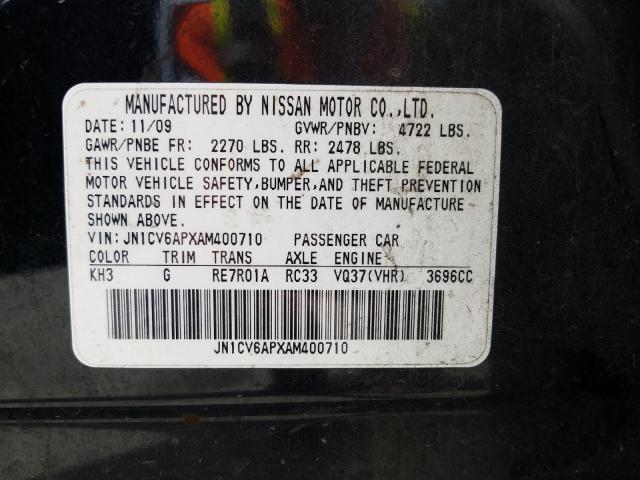 MANUFACTURED BY NISSAN MOTOR CO.,LTD.
DATE: 11/09 GVWR/PNBV: 4722 LBS.
GAWR/PNBE FR: 2270 LBS. RR: 2478 LBS.
THIS VEHICLE CONFORMS TO ALL APPLICABLE FEDERAL
MOTOR VEHICLE SAFETY,BUMPER,AND THEFT PREVENTION
STANDARDS IN EFFECT ON THE DATE OF MANUFACTURE
SHOWN ABOVE.
VIN: JN1CV6APXAM400710 PASSENGER CAR
COLOR TRIM TRANS AXLE ENGINE
KH3 G RE7R01A RC33 VQ37(VHR) 3696CC
JN1CV6APXAM400710